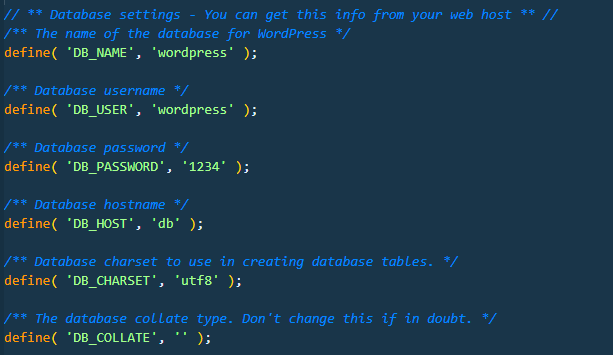 // ** Database settings - You can get this info from your web host ** //
/** The name of the database for WordPress */
define( 'DB_NAME', 'wordpress' );
/** Database username */
define( 'DB_USER', 'wordpress' );
/** Database password */
define( 'DB_PASSWORD', '1234' );
/** Database hostname */
define( 'DB_HOST', 'db' );
/** Database charset to use in creating database tables. */
define( 'DB_CHARSET', 'utf8' );
/** The database collate type. Don't change this if in doubt. */
define( 'DB_COLLATE', '' );